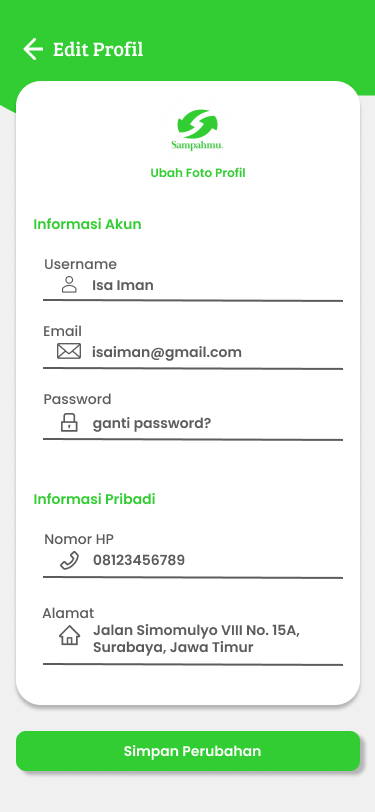 Edit Profil
Sampahmu
Ubah Foto Profil
Informasi Akun
Username
Isa Iman
Email
isaiman@gmail.com
Password
ganti password?
Informasi Pribadi
Nomor HP
08123456789
Alamat
Jalan Simomulyo VIII No. 15A,
Surabaya, Jawa Timur
Simpan Perubahan